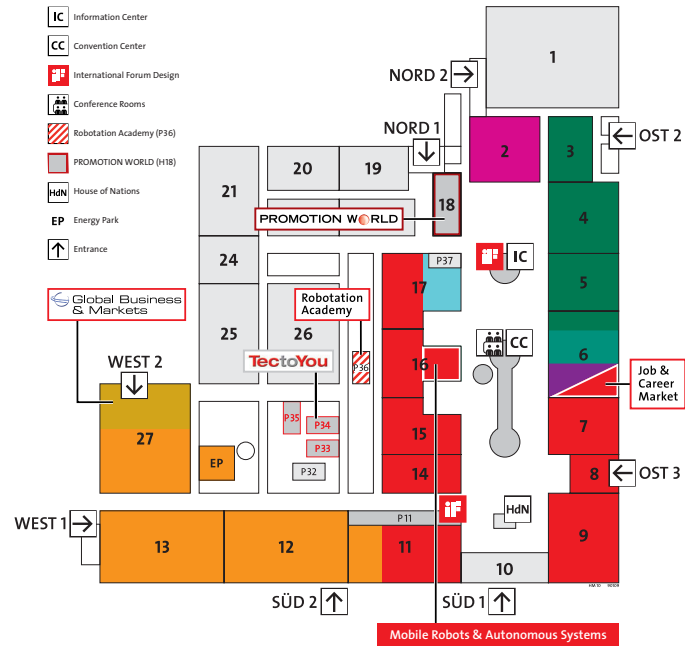 IC Information Center
CC Convention Center
iF International Forum Design
Conference Rooms
Robotation Academy (P36)
PROMOTION WORLD (H18)
HdN House of Nations
EP Energy Park
Entrance
1
NORD 2
NORD 1
2
3
OST 2
20
19
21
18
PROMOTION WORLD
4
24
P37
iF
IC
17
5
Global Business
& Markets
Robotation
Academy
25
26
TectoYou
P36
16
CC
6
WEST 2
Job &
Career
Market
27
P35
P34
P33
P32
EP
15
14
7
8
OST 3
WEST 1
13
12
P11
11
iF
HdN
9
10
SÜD 2
SÜD 1
Mobile Robots & Autonomous Systems